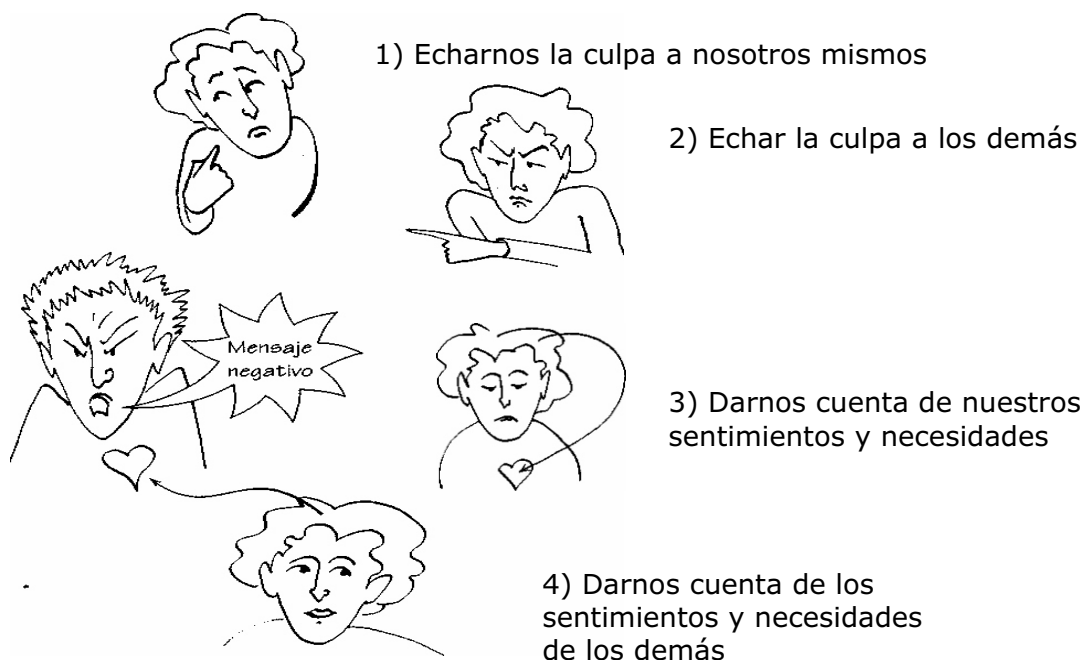 1) Echarnos la culpa a nosotros mismos
2) Echar la culpa a los demás
Mensaje
negativo
3) Darnos cuenta de nuestros
sentimientos y necesidades
4) Darnos cuenta de los
sentimientos y necesidades
de los demás